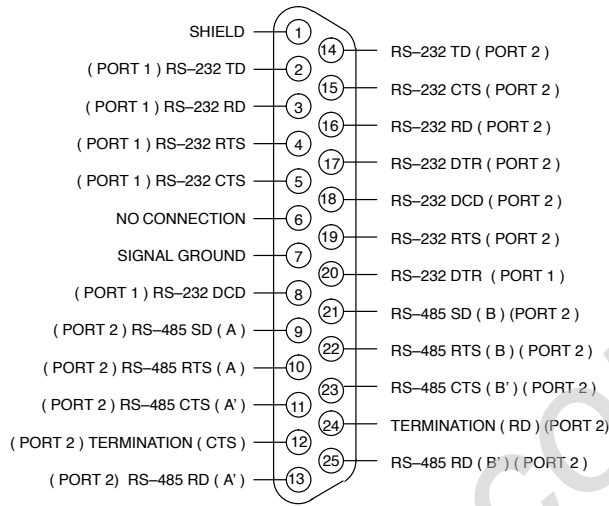 SHIELD 1
( PORT 1 ) RS–232 TD 2
( PORT 1 ) RS–232 RD 3
( PORT 1 ) RS–232 RTS 4
( PORT 1 ) RS–232 CTS 5
NO CONNECTION 6
SIGNAL GROUND 7
( PORT 1 ) RS–232 DCD 8
( PORT 2 ) RS–485 SD ( A ) 9
( PORT 2 ) RS–485 RTS ( A ) 10
( PORT 2 ) RS–485 CTS ( A' ) 11
( PORT 2 ) TERMINATION ( CTS ) 12
( PORT 2) RS–485 RD ( A' ) 13
14 RS–232 TD ( PORT 2 )
15 RS–232 CTS ( PORT 2 )
16 RS–232 RD ( PORT 2 )
17 RS–232 DTR ( PORT 2 )
18 RS–232 DCD ( PORT 2 )
19 RS–232 RTS ( PORT 2 )
20 RS–232 DTR ( PORT 1 )
21 RS–485 SD ( B ) (PORT 2 )
22 RS–485 RTS ( B ) ( PORT 2 )
23 RS–485 CTS ( B' ) ( PORT 2 )
24 TERMINATION ( RD ) (PORT 2)
25 RS–485 RD ( B' ) ( PORT 2 )